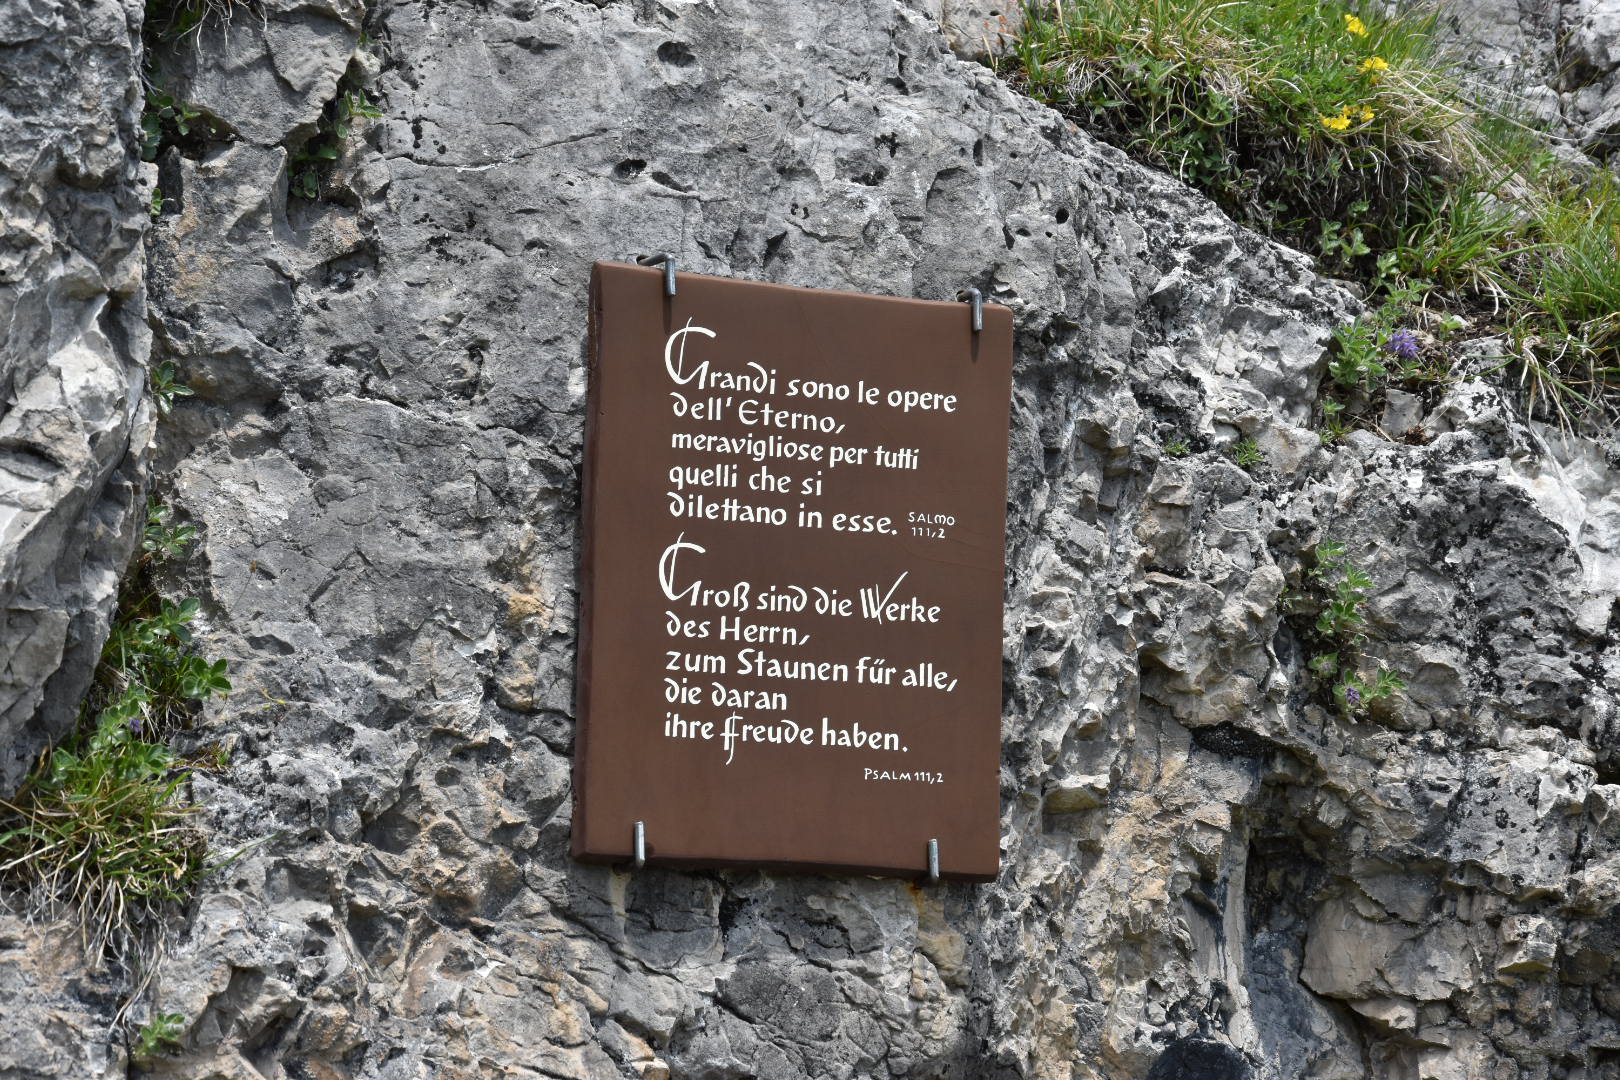 Grandi sono le opere
dell'Eterno,
meravigliose per tutti
quelli che si
dilettano in esse.
SALMO
111,2
Groß sind die Werke
des Herrn,
zum Staunen für alle,
die daran
ihre Freude haben.
PSALM 111,2